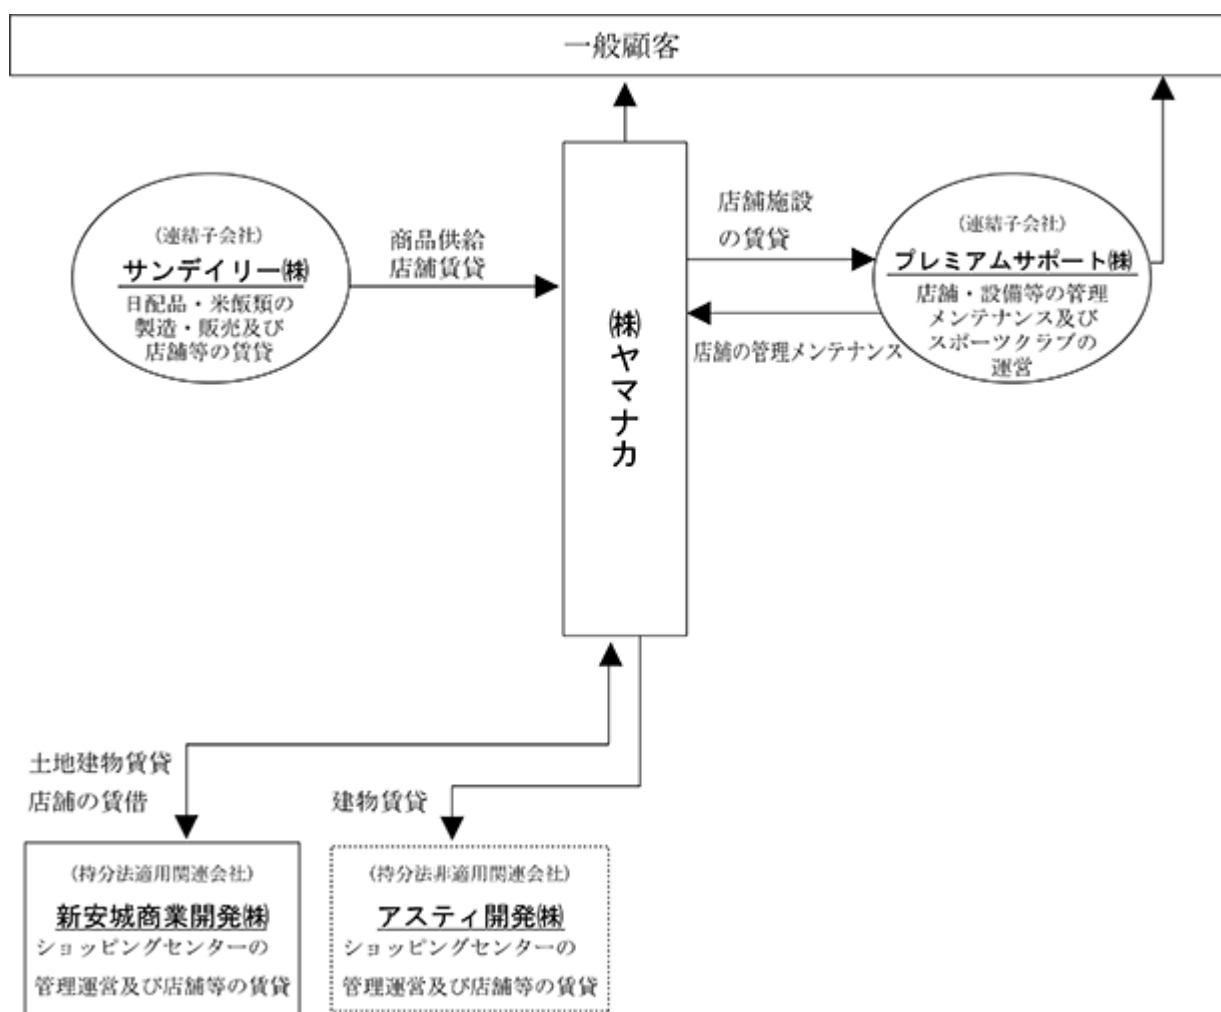 一般顧客
(連結子会社)
サンデイリー㈱
日配品・米飯類の
製造・販売及び
店舗等の賃貸
商品供給
店舗賃貸
㈱ヤマナカ
店舗施設
の賃貸
店舗の管理メンテナンス
(連結子会社)
プレミアムサポート㈱
店舗・設備等の管理
メンテナンス及び
スポーツクラブの
運営
土地建物賃貸
店舗の賃借
建物賃貸
(持分法適用関連会社)
新安城商業開発㈱
ショッピングセンターの
管理運営及び店舗等の賃貸
(持分法非適用関連会社)
アスティ開発㈱
ショッピングセンターの
管理運営及び店舗等の賃貸